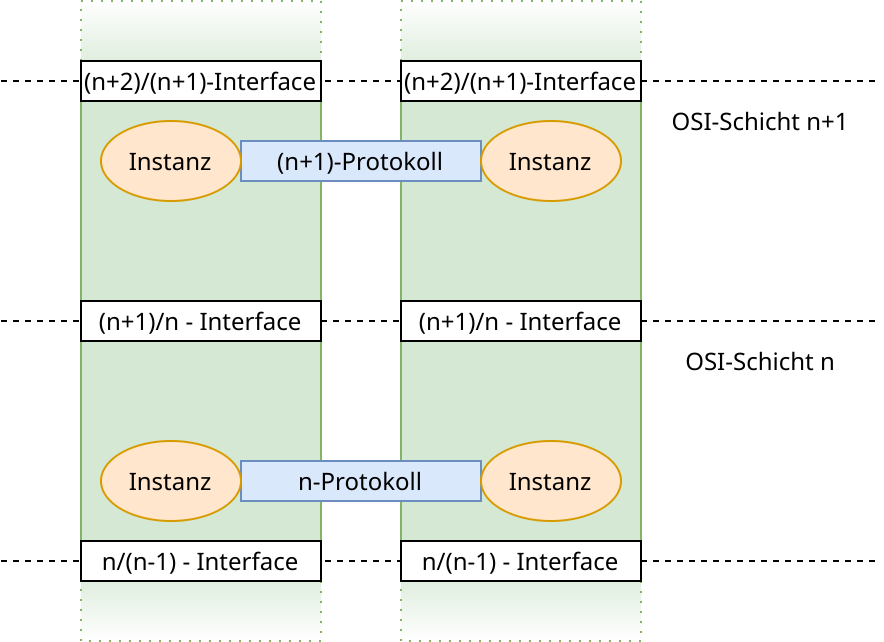 (n+2)/(n+1)-Interface
(n+2)/(n+1)-Interface
OSI-Schicht n+1
Instanz
(n+1)-Protokoll
Instanz
(n+1)/n - Interface
(n+1)/n - Interface
OSI-Schicht n
Instanz
n-Protokoll
Instanz
n/(n-1) - Interface
n/(n-1) - Interface